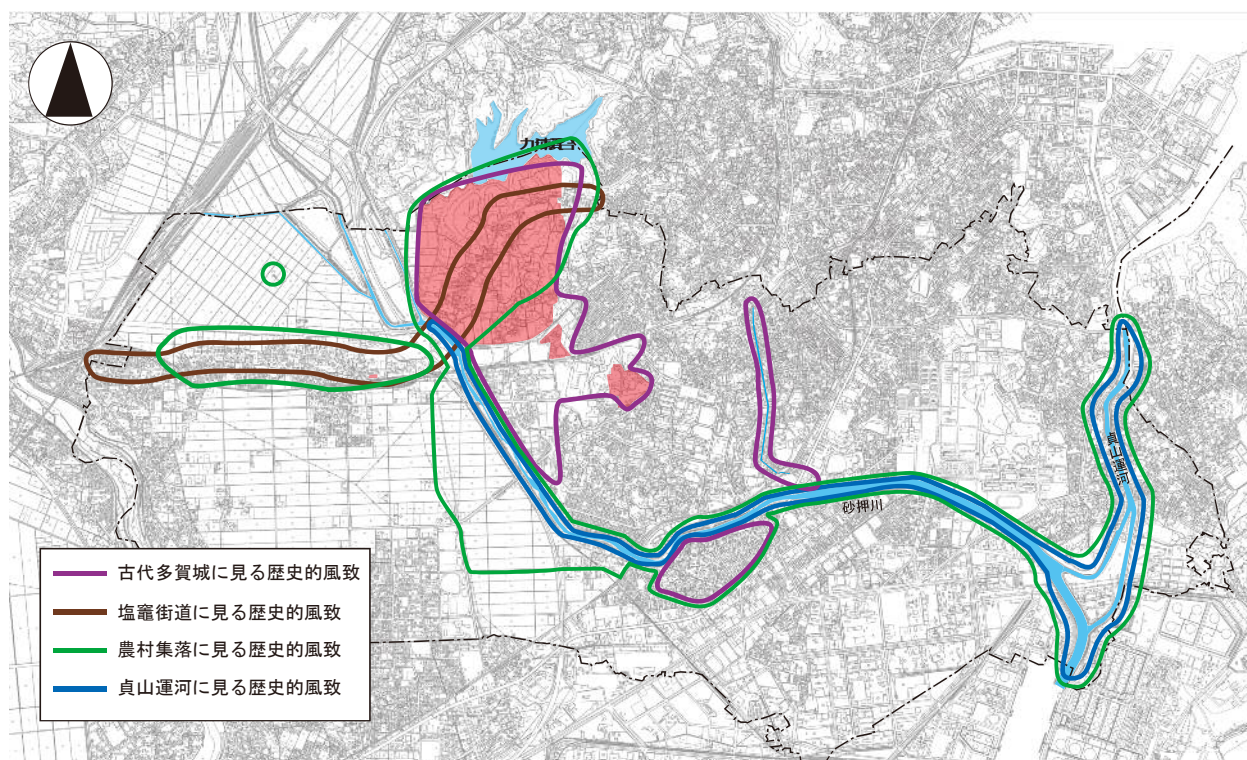 加瀬沼
貞山運河
砂押川
古代多賀城に見る歴史的風致
塩竈街道に見る歴史的風致
農村集落に見る歴史的風致
貞山運河に見る歴史的風致